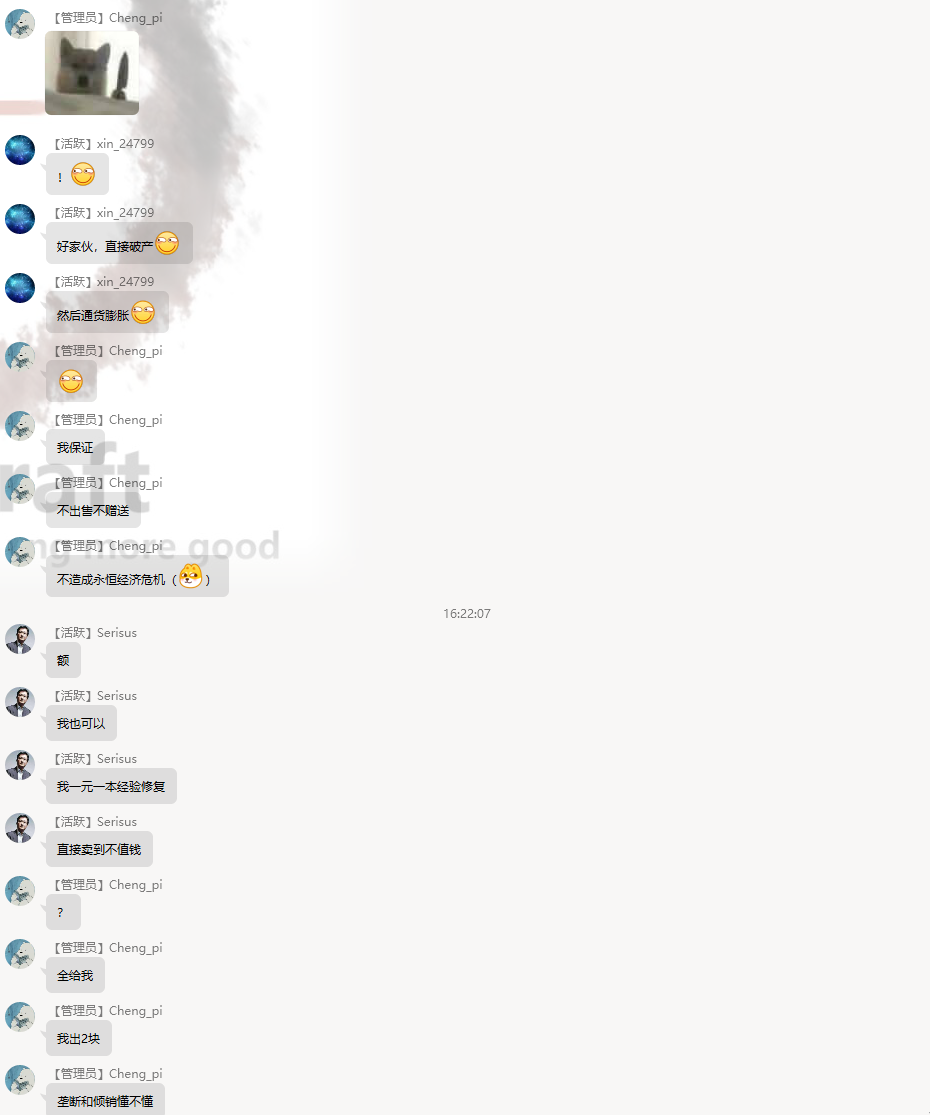 【管理员】Cheng_pi
【活跃】xin_24799
！
【活跃】xin_24799
好家伙，直接破产
【活跃】xin_24799
然后通货膨胀
【管理员】Cheng_pi
【管理员】Cheng_pi
我保证
raft
【管理员】Cheng_pi
不出售不赠送
【管理员】Cheng_pi
ng more good
不造成永恒经济危机（）
16:22:07
【活跃】Serisus
额
【活跃】Serisus
我也可以
【活跃】Serisus
我一元一本经验修复
【活跃】Serisus
直接卖到不值钱
【管理员】Cheng_pi
？
【管理员】Cheng_pi
全给我
【管理员】Cheng_pi
我出2块
【管理员】Cheng_pi
垄断和倾销懂不懂